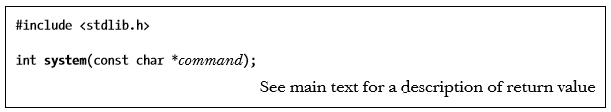 #include <stdlib.h>
int system(const char *command);
See main text for a description of return value